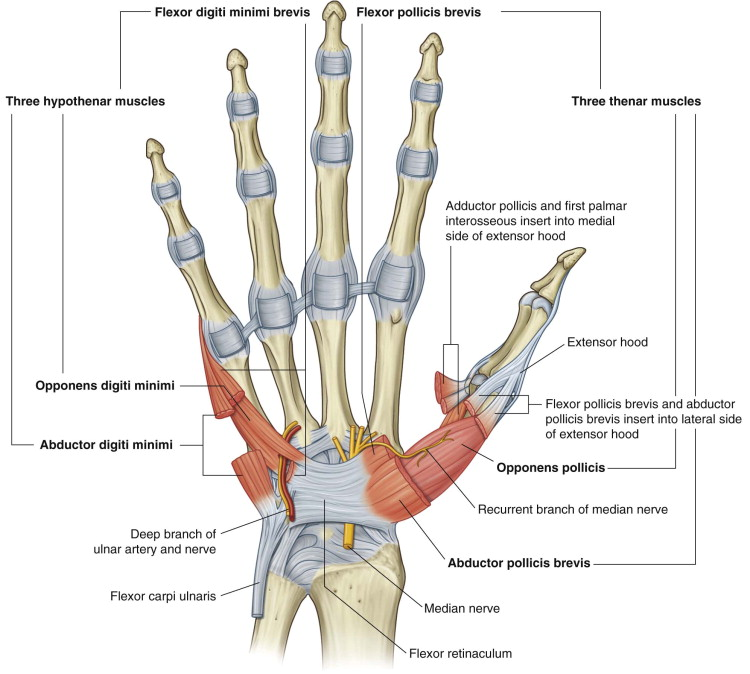 Flexor digiti minimi brevis
Flexor pollicis brevis
Three hypothenar muscles
Three thenar muscles
Adductor pollicis and first palmar
interosseous insert into medial
side of extensor hood
Extensor hood
Opponens digiti minimi
Flexor pollicis brevis and abductor
pollicis brevis insert into lateral side
of extensor hood
Abductor digiti minimi
Opponens pollicis
Recurrent branch of median nerve
Deep branch of
ulnar artery and nerve
Abductor pollicis brevis
Flexor carpi ulnaris
Median nerve
Flexor retinaculum